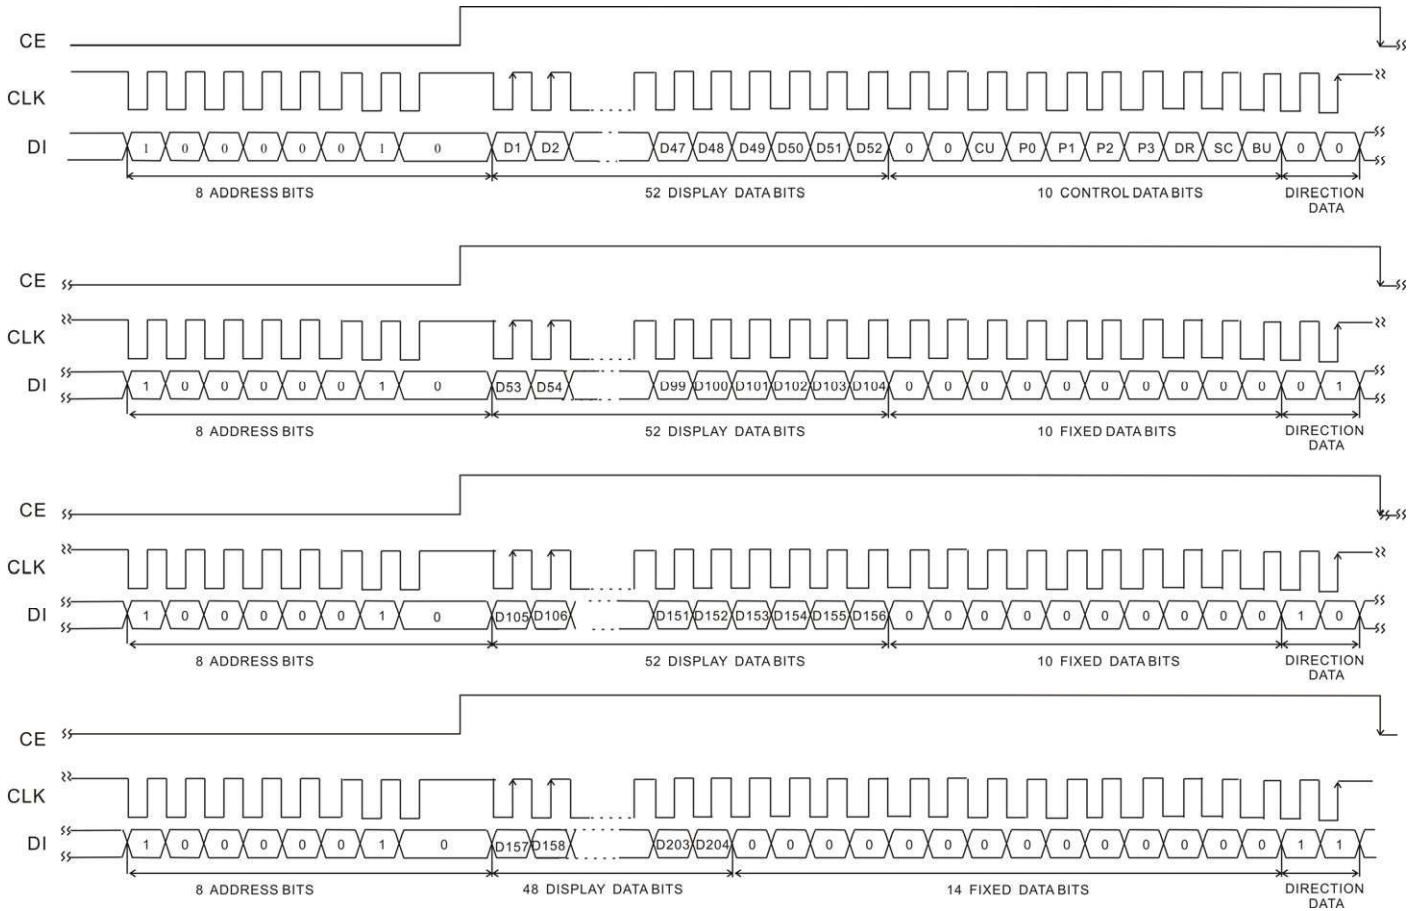 CE
CLK
DI 1 0 0 0 0 0 1 0 D1 D2 D47 D48 D49 D50 D51 D52 0 0 CU P0 P1 P2 P3 DR SC BU 0 0
8 ADDRESS BITS 52 DISPLAY DATA BITS 10 CONTROL DATA BITS DIRECTION
DATA
CE
CLK
DI 1 0 0 0 0 0 1 0 D53 D54 D99 D100 D101 D102 D103 D104 0 0 0 0 0 0 0 0 0 0 0 1
8 ADDRESS BITS 52 DISPLAY DATA BITS 10 FIXED DATA BITS DIRECTION
DATA
CE
CLK
DI 1 0 0 0 0 0 1 0 D105 D106 D151 D152 D153 D154 D155 D156 0 0 0 0 0 0 0 0 0 0 1 0
8 ADDRESS BITS 52 DISPLAY DATA BITS 10 FIXED DATA BITS DIRECTION
DATA
CE
CLK
DI 1 0 0 0 0 0 1 0 D157 D158 D203 D204 0 0 0 0 0 0 0 0 0 0 0 0 0 0 1 1
8 ADDRESS BITS 48 DISPLAY DATA BITS 14 FIXED DATA BITS DIRECTION
DATA